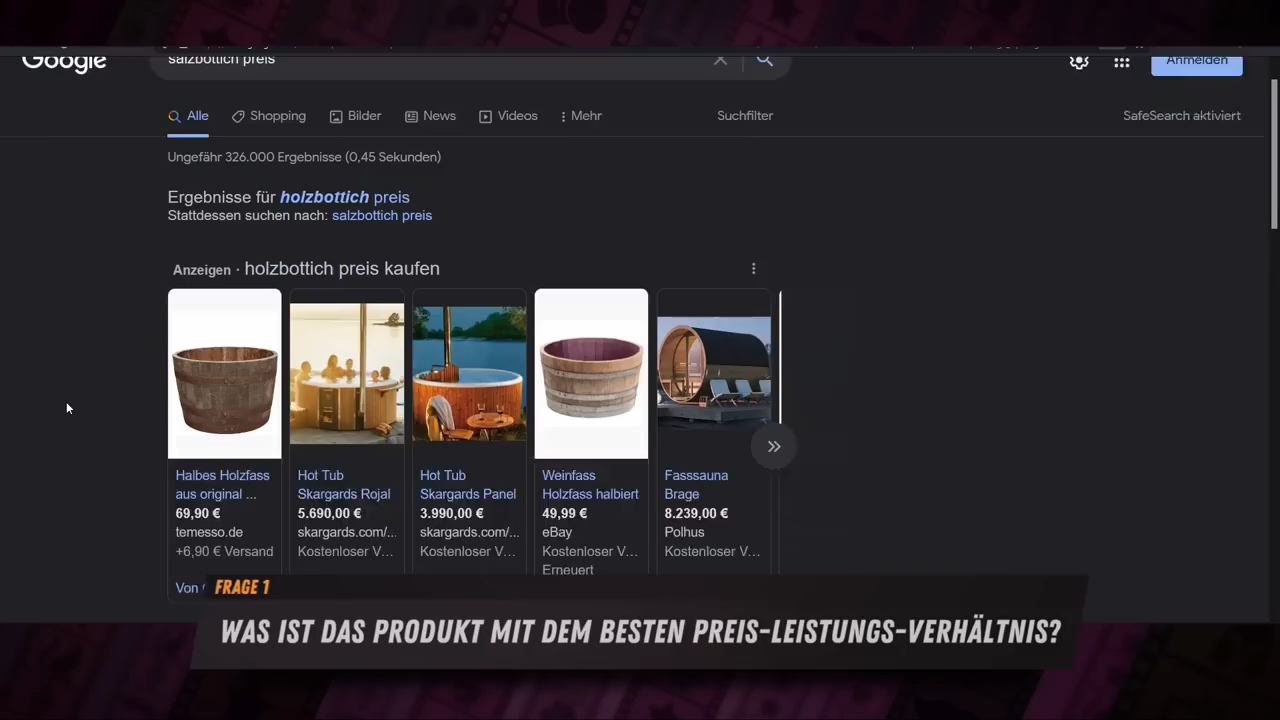 Google
salzbottich preis
Anmelden
Alle
Shopping
Bilder
News
Videos
Mehr
Suchfilter
SafeSearch aktiviert
Ungefähr 326.000 Ergebnisse (0,45 Sekunden)
Ergebnisse für holzbottich preis
Stattdessen suchen nach: salzbottich preis
Anzeigen · holzbottich preis kaufen
Halbes Holzfass
aus original ...
69,90 €
temesso.de
+6,90 € Versand
Von
Hot Tub
Skargards Rojal
5.690,00 €
skargards.com/...
Kostenloser V...
Hot Tub
Skargards Panel
3.990,00 €
skargards.com/...
Kostenloser V...
Weinfass
Holzfass halbiert
49,99 €
eBay
Kostenloser V...
Erneuert
Fasssauna
Brage
8.239,00 €
Polhus
Kostenloser V...
FRAGE 1
WAS IST DAS PRODUKT MIT DEM BESTEN PREIS-LEISTUNGS-VERHÄLTNIS?